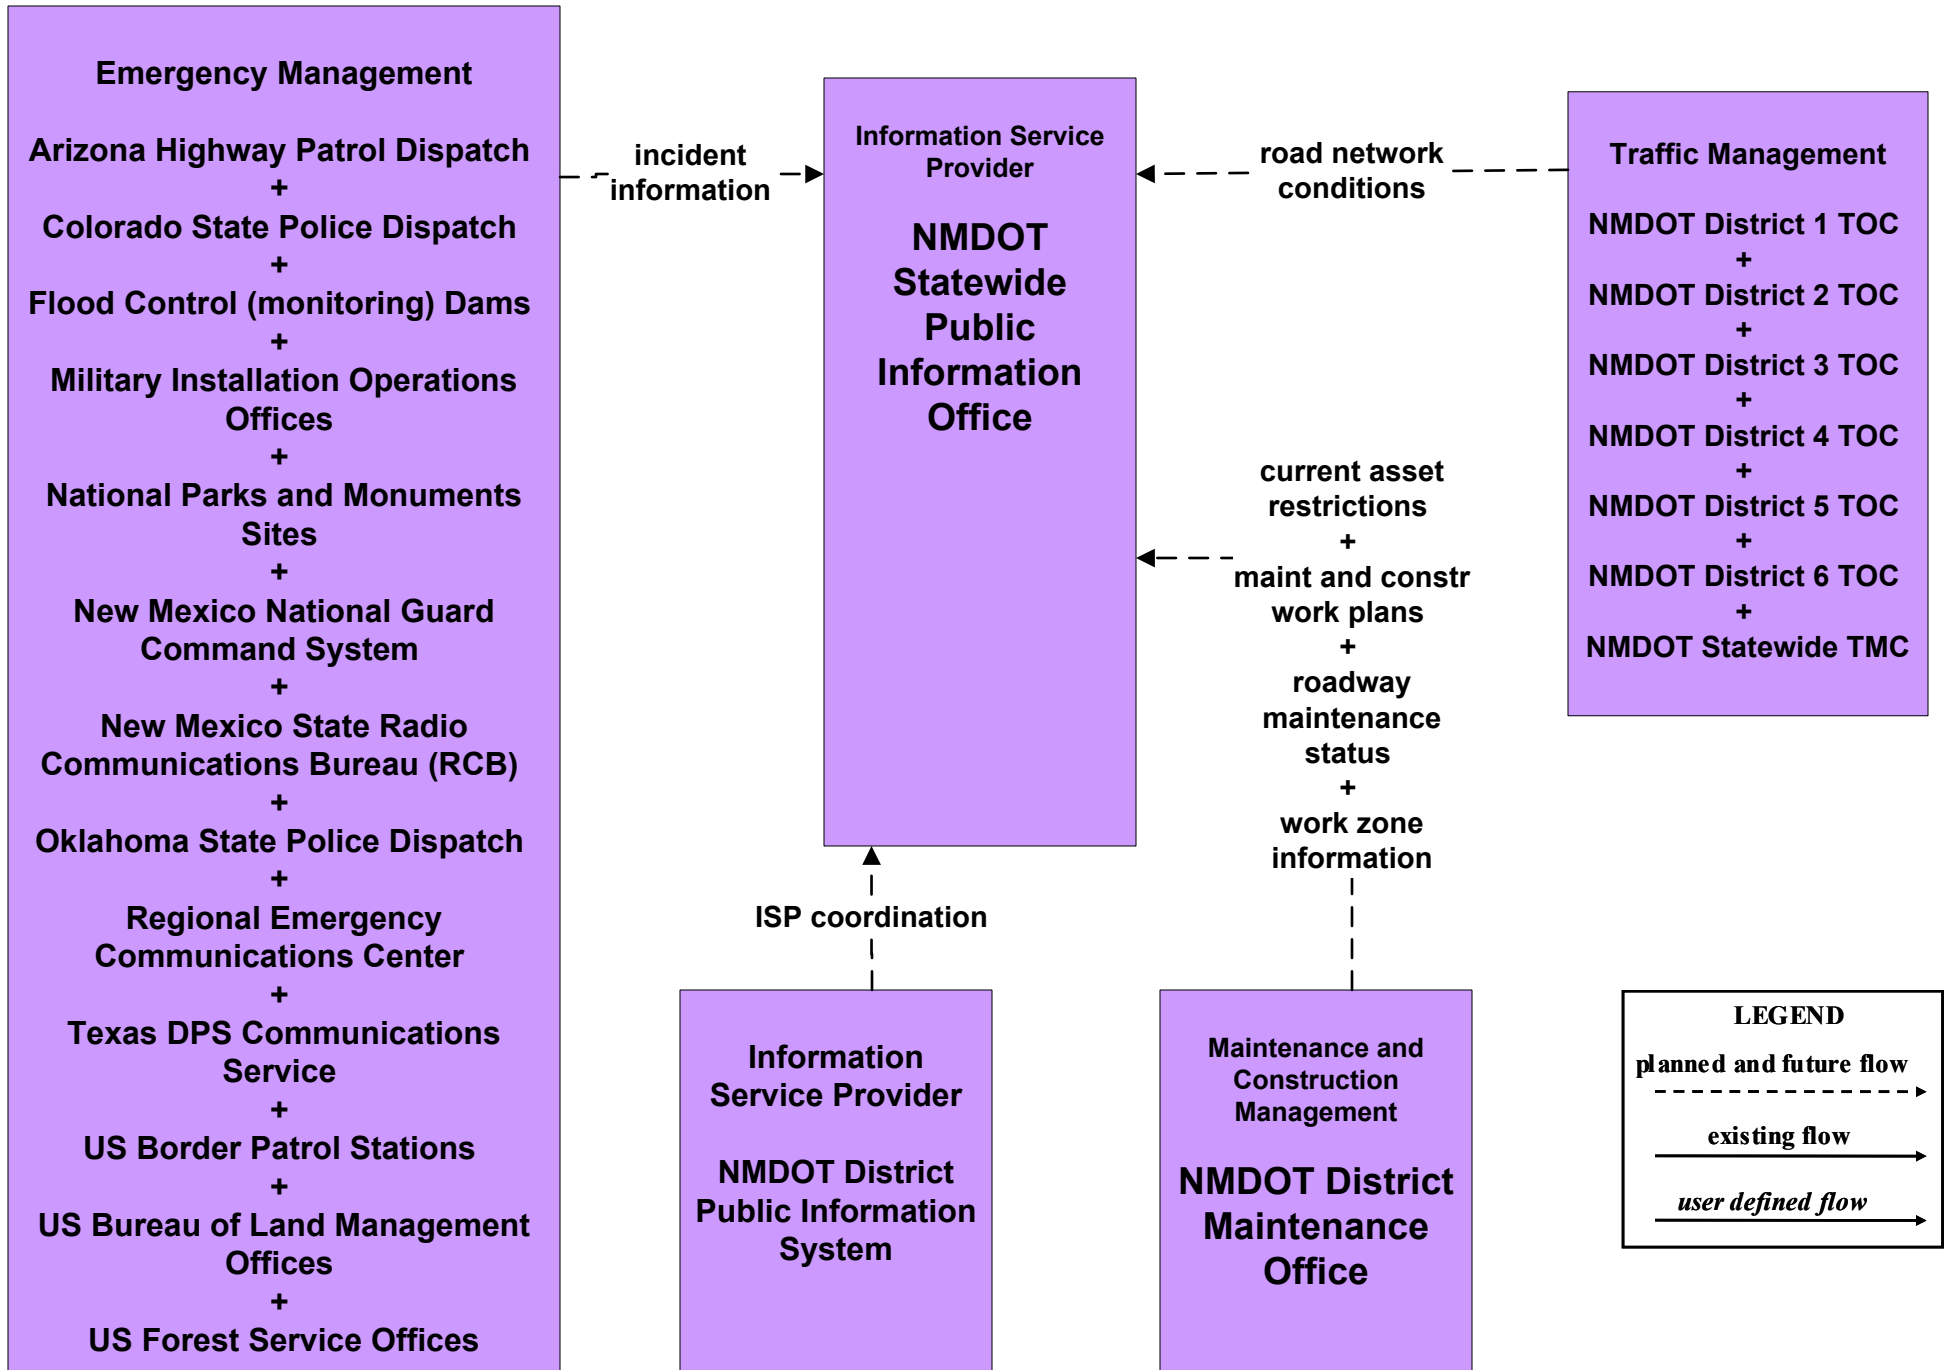 Emergency Management
Arizona Highway Patrol Dispatch
+
Colorado State Police Dispatch
+
Flood Control (monitoring) Dams
+
Military Installation Operations
Offices
+
National Parks and Monuments
Sites
+
New Mexico National Guard
Command System
+
New Mexico State Radio
Communications Bureau (RCB)
+
Oklahoma State Police Dispatch
+
Regional Emergency
Communications Center
+
Texas DPS Communications
Service
+
US Border Patrol Stations
+
US Bureau of Land Management
Offices
+
US Forest Service Offices
incident
information
Information Service
Provider
NMDOT
Statewide
Public
Information
Office
road network
conditions
Traffic Management
NMDOT District 1 TOC
+
NMDOT District 2 TOC
+
NMDOT District 3 TOC
+
NMDOT District 4 TOC
+
NMDOT District 5 TOC
+
NMDOT District 6 TOC
+
NMDOT Statewide TMC
current asset
restrictions
+
maint and constr
work plans
+
roadway
maintenance
status
+
work zone
information
ISP coordination
Information
Service Provider
NMDOT District
Public Information
System
Maintenance and
Construction
Management
NMDOT District
Maintenance
Office
LEGEND
planned and future flow
existing flow
user defined flow